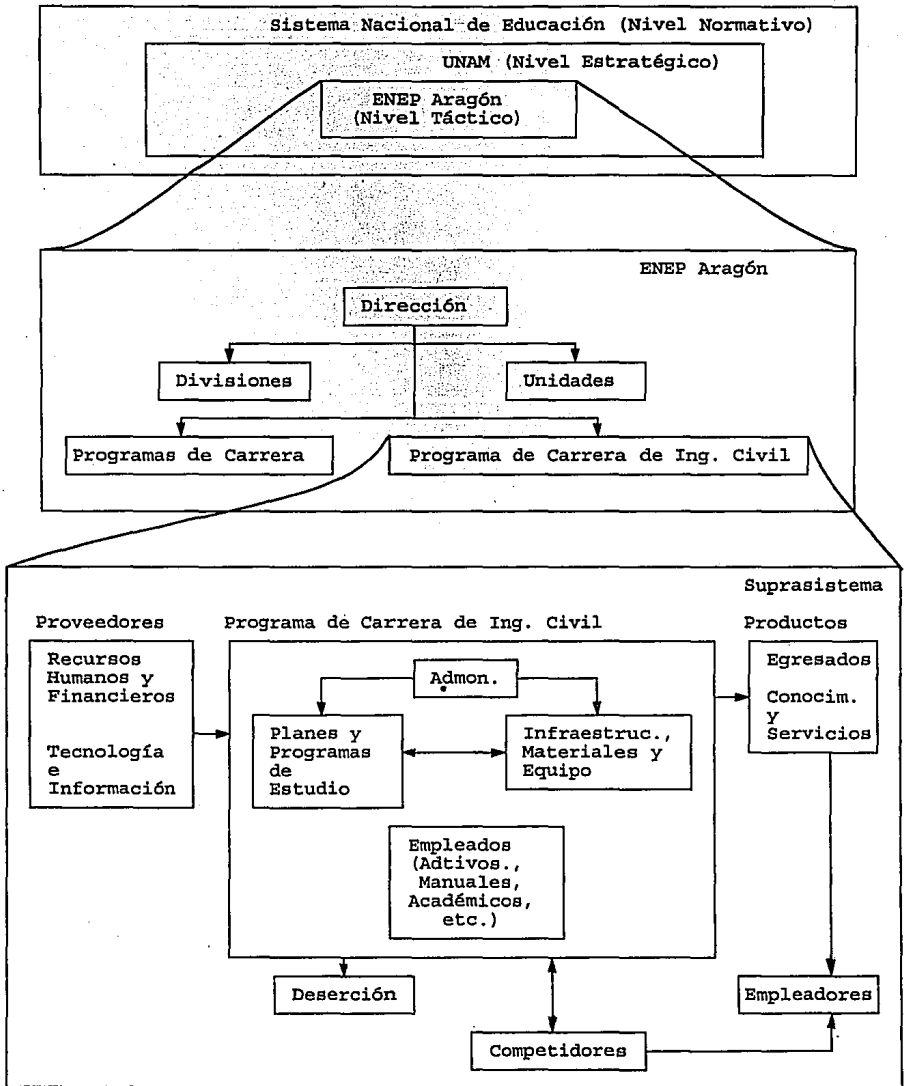 Sistema Nacional de Educación (Nivel Normativo)
UNAM (Nivel Estratégico)
ENEP Aragón
(Nivel Táctico)
ENEP Aragón
Dirección
Divisiones
Unidades
Programas de Carrera
Programa de Carrera de Ing. Civil
Suprasistema
Proveedores
Programa de Carrera de Ing. Civil
Productos
Recursos
Humanos y
Financieros
Tecnología
e
Información
Admon.
Planes y
Programas
de
Estudio
Infraestruc.,
Materiales y
Equipo
Empleados
(Adtivos.,
Manuales,
Académicos,
etc.)
Egresados
Conocim.
y
Servicios
Deserción
Empleadores
Competidores